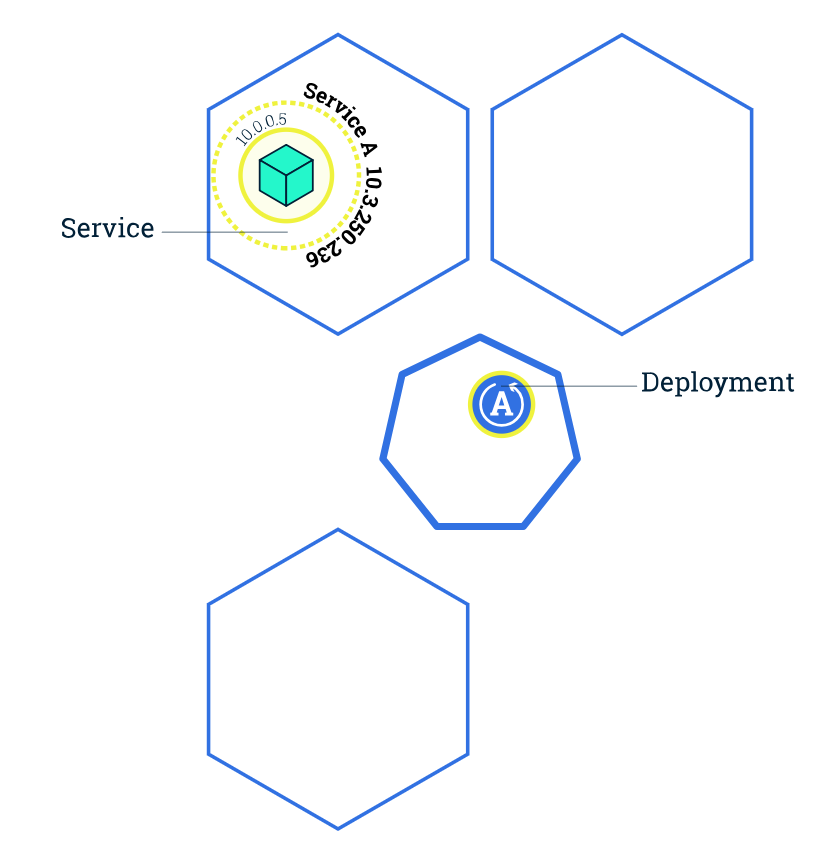 Service A 10.3.250.236
10.0.0.5
Service
Deployment
A